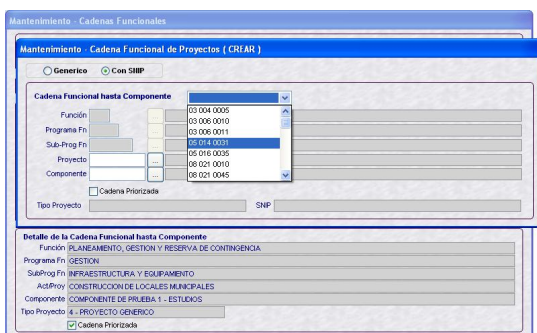 Mantenimiento - Cadenas Funcionales
Mantenimiento - Cadena Funcional de Proyectos ( CREAR )
Generico Con SNIP
Cadena Funcional hasta Componente
Función
03 004 0005
03 006 0010
Programa Fn
03 006 0011
Sub-Prog Fn
05 014 0031
Proyecto ...
05 016 0035
Componente ...
08 021 0010
08 021 0045
Cadena Priorizada
Tipo Proyecto SNIP
Detalle de la Cadena Funcional hasta Componente
Función PLANEAMIENTO, GESTION Y RESERVA DE CONTINGENCIA
Programa Fn GESTION
SubProg Fn INFRAESTRUCTURA Y EQUIPAMIENTO
Act/Proy CONSTRUCCION DE LOCALES MUNICIPALES
Componente COMPONENTE DE PRUEBA 1 - ESTUDIOS
Tipo Proyecto 4 - PROYECTO GENERICO
Cadena Priorizada